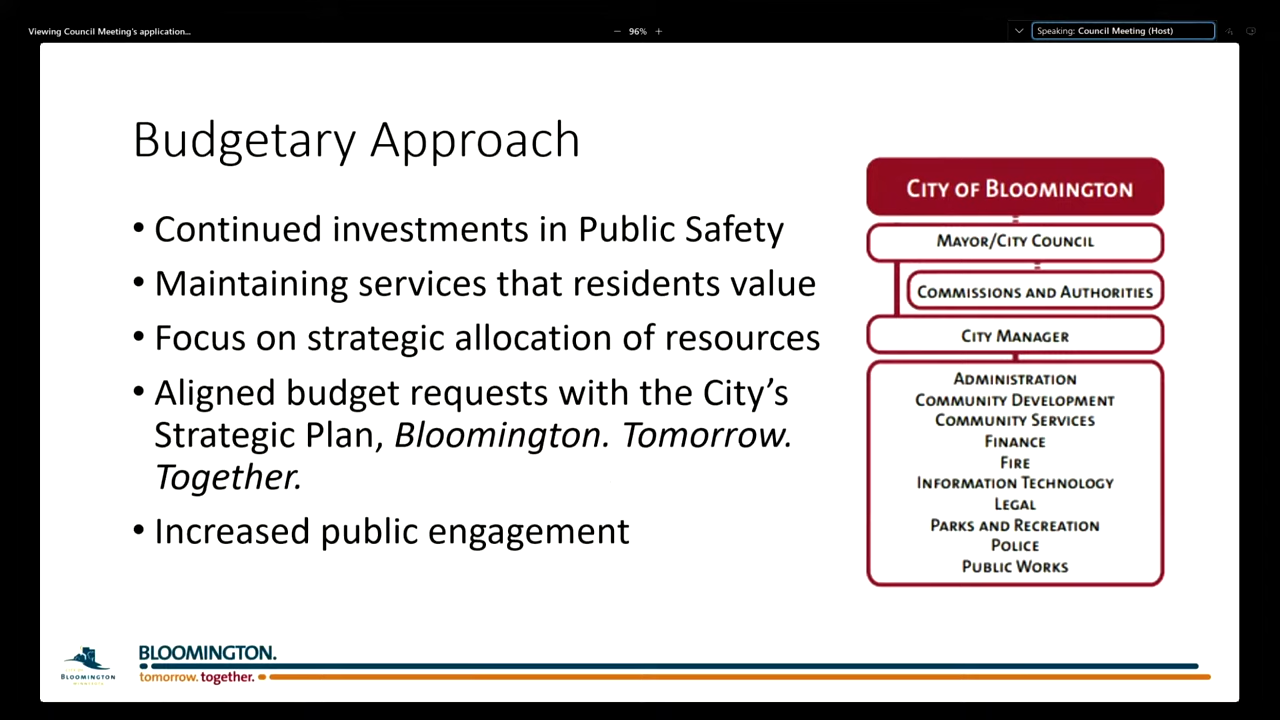 Viewing Council Meeting's application...
− 96% +
Speaking: Council Meeting (Host)
Budgetary Approach
• Continued investments in Public Safety
• Maintaining services that residents value
• Focus on strategic allocation of resources
• Aligned budget requests with the City's
Strategic Plan, Bloomington. Tomorrow.
Together.
• Increased public engagement
CITY OF BLOOMINGTON
MAYOR/CITY COUNCIL
COMMISSIONS AND AUTHORITIES
CITY MANAGER
ADMINISTRATION
COMMUNITY DEVELOPMENT
COMMUNITY SERVICES
FINANCE
FIRE
INFORMATION TECHNOLOGY
LEGAL
PARKS AND RECREATION
POLICE
PUBLIC WORKS
BLOOMINGTON
BLOOMINGTON.
tomorrow. together.